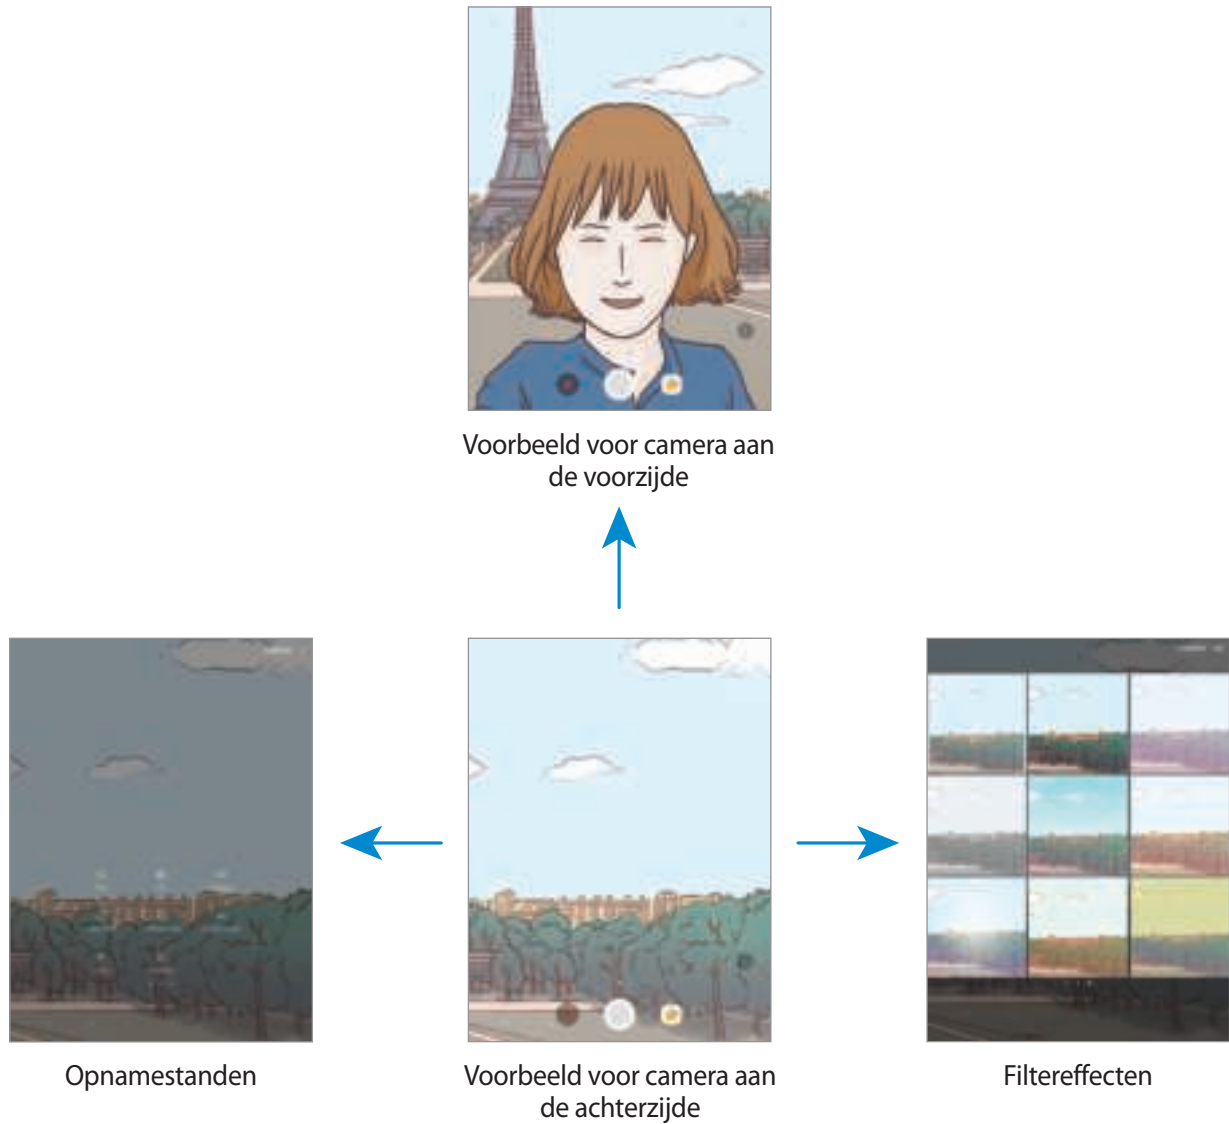 Voorbeeld voor camera aan
de voorzijde
Opnamestanden
Voorbeeld voor camera aan
de achterzijde
Filtereffecten